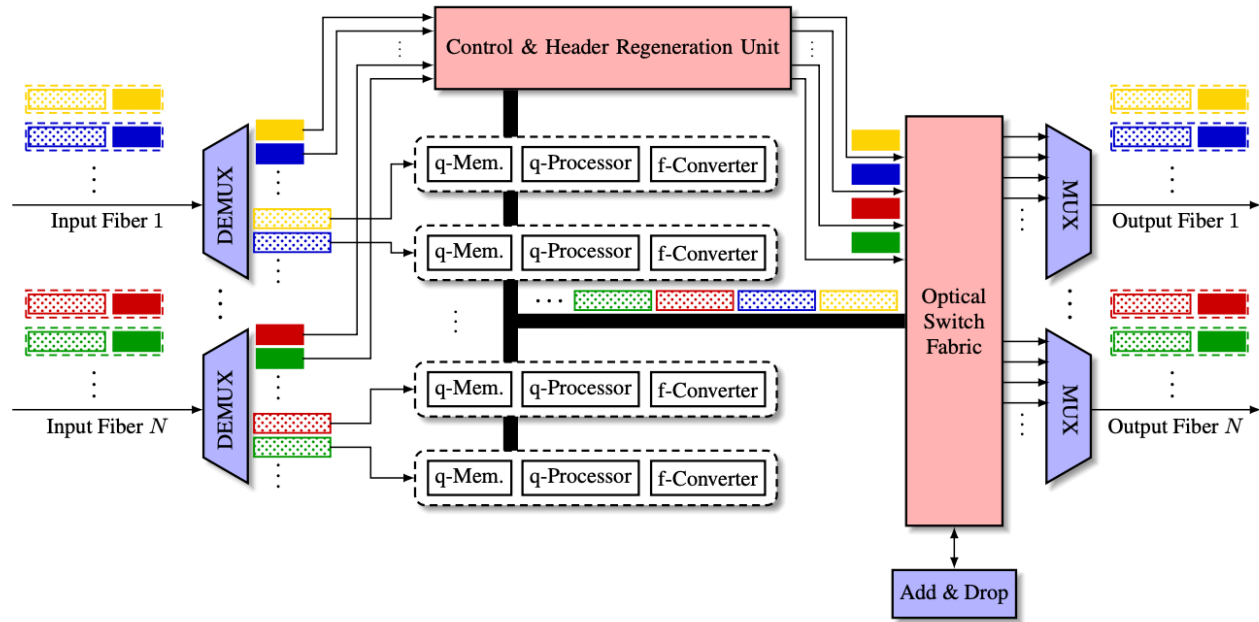 Control & Header Regeneration Unit
q-Mem. q-Processor f-Converter
DEMUX
MUX
Input Fiber 1
Output Fiber 1
q-Mem. q-Processor f-Converter
Optical
Switch
Fabric
q-Mem. q-Processor f-Converter
DEMUX
MUX
Input Fiber N
Output Fiber N
q-Mem. q-Processor f-Converter
Add & Drop